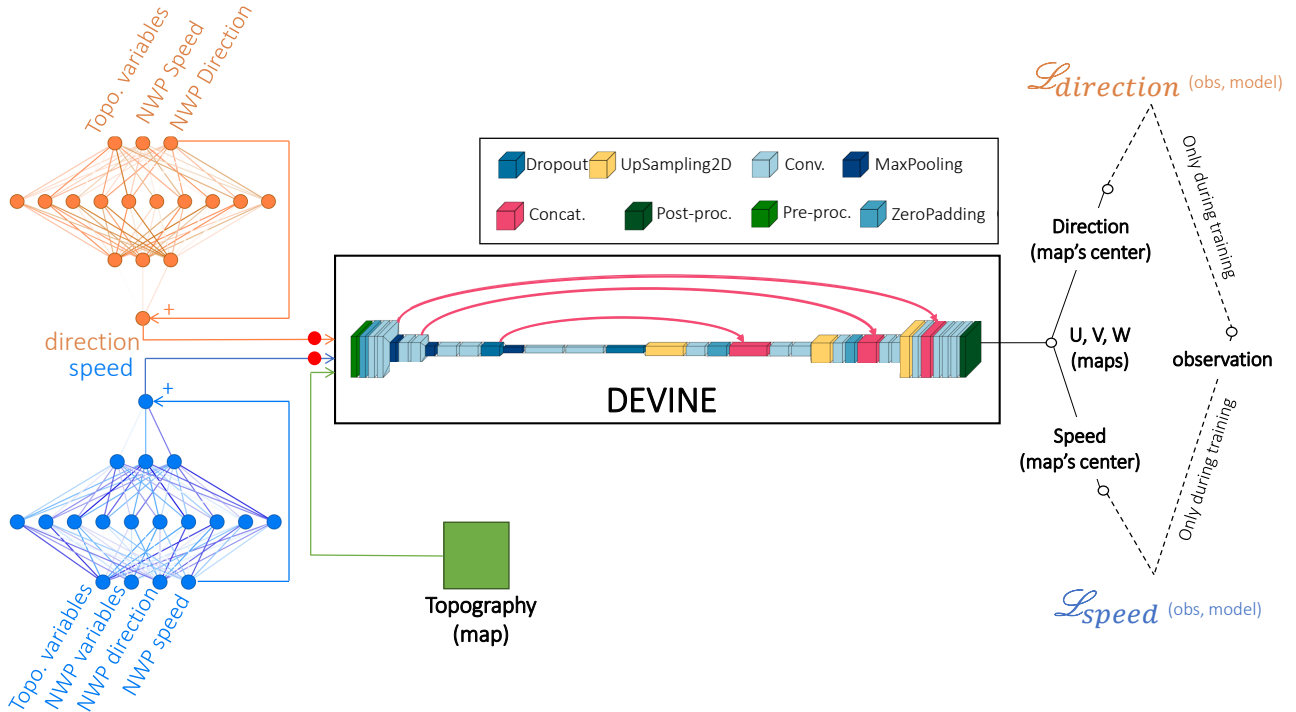 Topo. variables
NWP Speed
NWP Direction
+
direction
speed
+
Topo. variables
NWP variables
NWP direction
NWP speed
Dropout
UpSampling2D
Conv.
MaxPooling
Concat.
Post-proc.
Pre-proc.
ZeroPadding
DEVINE
Topography
(map)
ℒdirection (obs, model)
Only during training
Direction
(map's center)
U, V, W
(maps)
observation
Speed
(map's center)
Only during training
ℒspeed (obs, model)